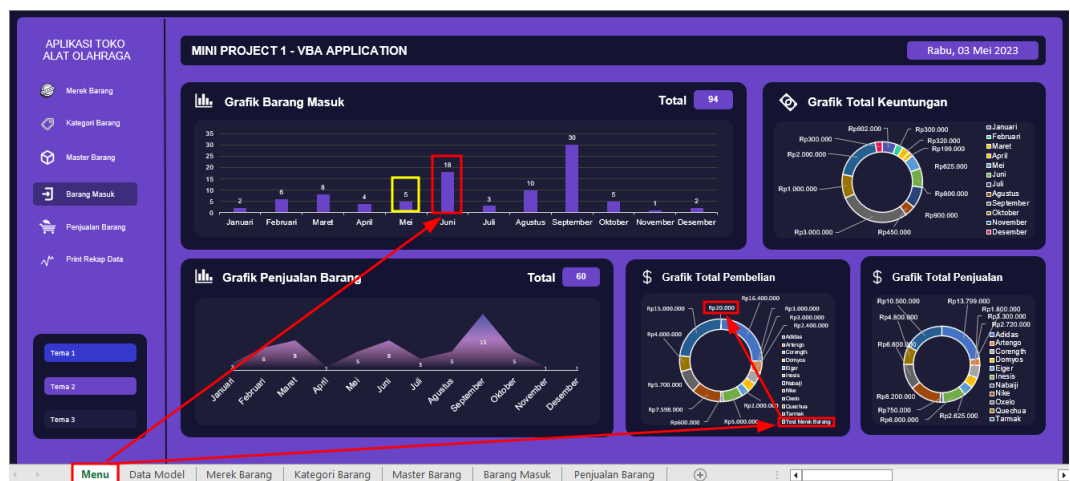 APLIKASI TOKO
ALAT OLAHRAGA
Merek Barang
Kategori Barang
Master Barang
Barang Masuk
Penjualan Barang
Print Rekap Data
Tema 1
Tema 2
Tema 3
MINI PROJECT 1 - VBA APPLICATION
Rabu, 03 Mei 2023
Grafik Barang Masuk
Total 94
35
30
25
20
15
10
5
0
2 6 8 4 5 18 3 10 30 5 1 2
Januari Februari Maret April Mei Juni Juli Agustus September Oktober November Desember
Grafik Total Keuntungan
Rp602.000
Rp300.000
Rp320.000
Rp199.000
Rp625.000
Rp800.000
Rp900.000
Rp450.000
Rp3.000.000
Rp1.000.000
Rp2.000.000
Rp300.000
Januari
Februari
Maret
April
Mei
Juni
Juli
Agustus
September
Oktober
November
Desember
Grafik Penjualan Barang
Total 60
2 6 8 1 5 8 3 5 15 5 1 1
Januari Februari Maret April Mei Juni Juli Agustus September Oktober November Desember
Grafik Total Pembelian
Rp20.000
Rp16.400.000
Rp3.000.000
Rp3.000.000
Rp2.400.000
Rp2.000.000
Rp5.000.000
Rp600.000
Rp7.598.000
Rp5.700.000
Rp4.000.000
Rp15.000.000
Adidas
Artengo
Corength
Domyos
Eiger
Inesis
Nabaiji
Nike
Oxelo
Quechua
Tarmak
Test Merek Barang
Grafik Total Penjualan
Rp10.500.000
Rp13.799.000
Rp1.800.000
Rp3.300.000
Rp2.720.000
Rp2.625.000
Rp6.000.000
Rp750.000
Rp8.200.000
Rp6.600.000
Rp4.800.000
Adidas
Artengo
Corength
Domyos
Eiger
Inesis
Nabaiji
Nike
Oxelo
Quechua
Tarmak
Menu Data Model Merek Barang Kategori Barang Master Barang Barang Masuk Penjualan Barang